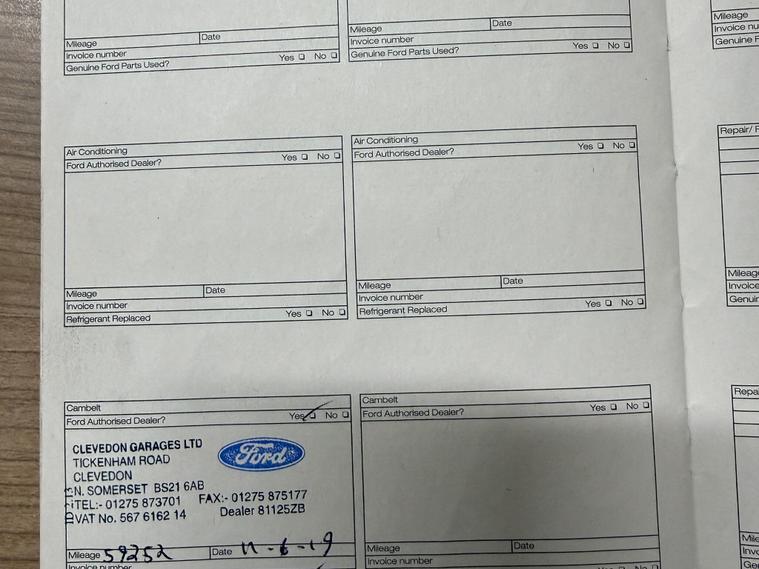 Mileage Date
Invoice number
Genuine Ford Parts Used? Yes No
Mileage Date
Invoice number
Genuine Ford Parts Used? Yes No
Mileage
Invoice nu
Genuine F
Air Conditioning
Ford Authorised Dealer? Yes No
Mileage Date
Invoice number
Refrigerant Replaced Yes No
Air Conditioning
Ford Authorised Dealer? Yes No
Mileage Date
Invoice number
Refrigerant Replaced Yes No
Repair/
Mileag
Invoice
Genuin
Cambelt
Ford Authorised Dealer? Yes No
CLEVEDON GARAGES LTD
TICKENHAM ROAD
CLEVEDON
N. SOMERSET BS21 6AB
TEL:- 01275 873701 FAX:- 01275 875177
VAT No. 567 6162 14 Dealer 81125ZB
Ford
Mileage 59252 Date 11-6-19
Invoice number
Cambelt
Ford Authorised Dealer? Yes No
Mileage Date
Invoice number Yes No
Repa
Mile
Invo
Ge